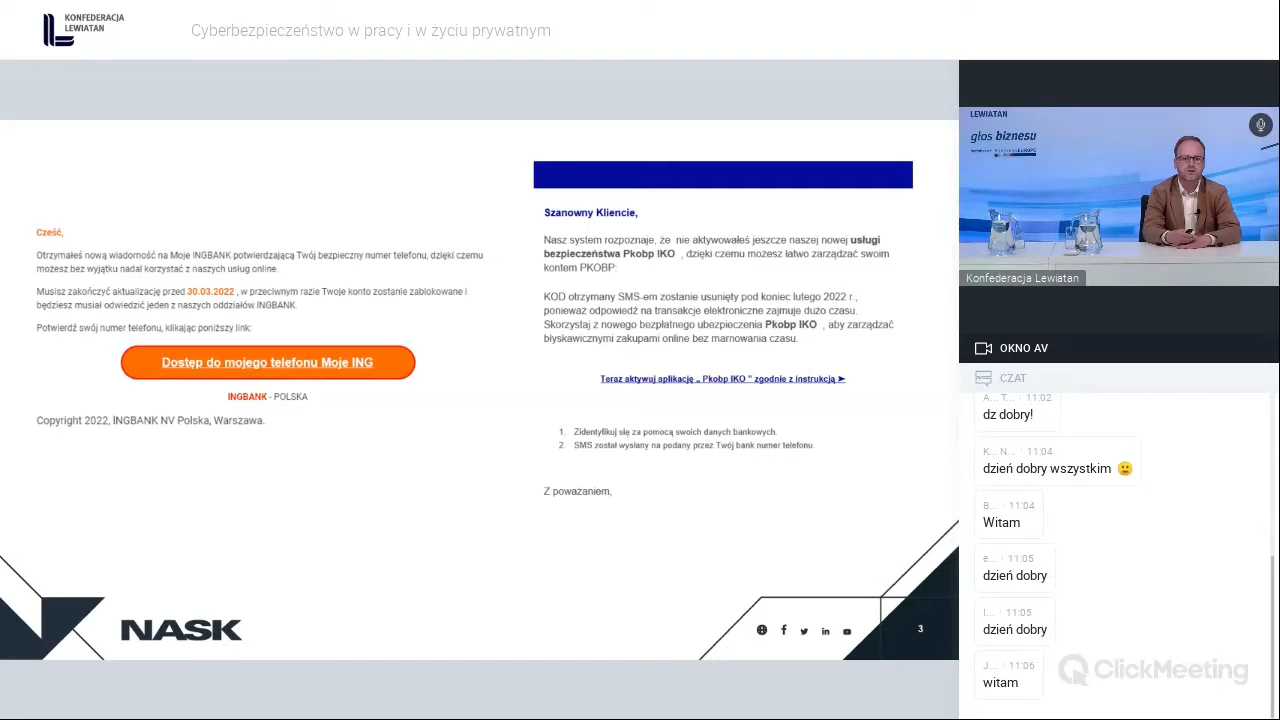 KONFEDERACJA
LEWIATAN
Cyberbezpieczeństwo w pracy i w życiu prywatnym
Cześć,
Otrzymałeś nową wiadomość na Moje INGBANK potwierdzającą Twój bezpieczny numer telefonu, dzięki czemu
możesz bez wyjątku nadal korzystać z naszych usług online.
Musisz zakończyć aktualizację przed 30.03.2022 , w przeciwnym razie Twoje konto zostanie zablokowane i
będziesz musiał odwiedzić jeden z naszych oddziałów INGBANK.
Potwierdź swój numer telefonu, klikając poniższy link:
Dostęp do mojego telefonu Moje ING
INGBANK - POLSKA
Copyright 2022, INGBANK NV Polska, Warszawa.
Szanowny Kliencie,
Nasz system rozpoznaje, że nie aktywowałeś jeszcze naszej nowej usługi
bezpieczeństwa Pkobp IKO , dzięki czemu możesz łatwo zarządzać swoim
kontem PKOBP:
KOD otrzymany SMS-em zostanie usunięty pod koniec lutego 2022 r.,
ponieważ odpowiedź na transakcje elektroniczne zajmuje dużo czasu.
Skorzystaj z nowego bezpłatnego ubezpieczenia Pkobp IKO , aby zarządzać
błyskawicznymi zakupami online bez marnowania czasu.
Teraz aktywuj aplikację „ Pkobp IKO ” zgodnie z instrukcją ➤
1. Zidentyfikuj się za pomocą swoich danych bankowych.
2. SMS został wysłany na podany przez Twój bank numer telefonu.
Z poważaniem,
NASK
3
LEWIATAN
głos biznesu
Konfederacja Lewiatan
OKNO AV
CZAT
A... T... 11:02
dz dobry!
K... N... 11:04
dzień dobry wszystkim 🙂
B... 11:04
Witam
e... 11:05
dzień dobry
I... 11:05
dzień dobry
J... 11:06
witam
ClickMeeting